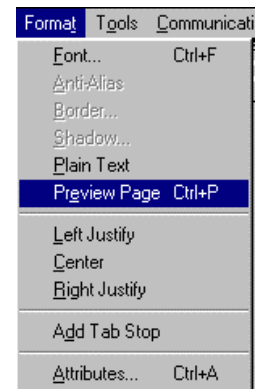 Format Tools Communicati
Font... Ctrl+F
Anti-Alias
Border...
Shadow...
Plain Text
Preview Page Ctrl+P
Left Justify
Center
Right Justify
Add Tab Stop
Attributes... Ctrl+A